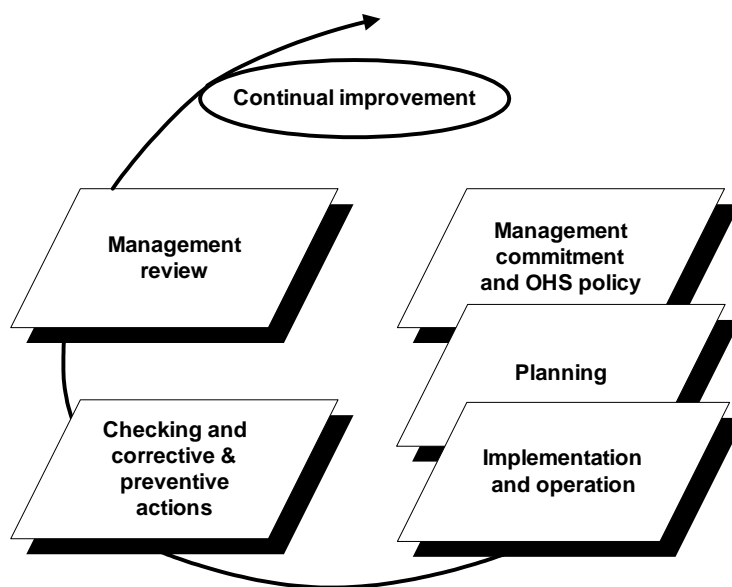 Continual improvement
Management
review
Management
commitment
and OHS policy
Planning
Checking and
corrective &
preventive
actions
Implementation
and operation